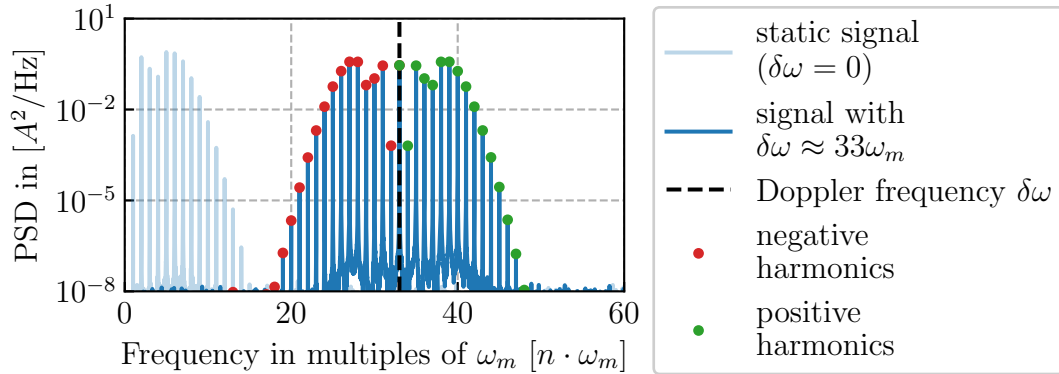 10^1
10^{-2}
10^{-5}
10^{-8}
PSD in [A^2/Hz]
0
20
40
60
Frequency in multiples of ω_m [n · ω_m]
static signal
(δω = 0)
signal with
δω ≈ 33ω_m
Doppler frequency δω
negative
harmonics
positive
harmonics